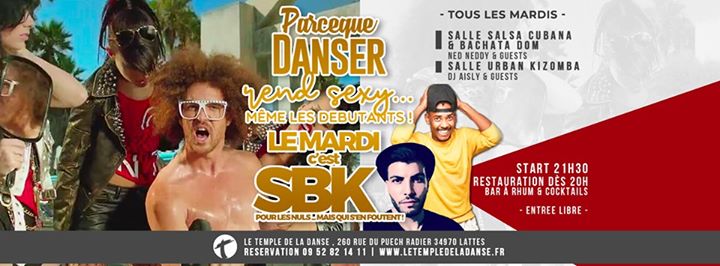 Parceque
DANSER
rend sexy...
MÊME LES DEBUTANTS !
LE MARDI
c'est
SBK
POUR LES NULS ... MAIS QUI S'EN FOUTENT !
- TOUS LES MARDIS -
SALLE SALSA CUBANA
& BACHATA DOM
NEO NEDDY & GUESTS
SALLE URBAN KIZOMBA
DJ AISLY & GUESTS
START 21H30
RESTAURATION DÈS 20H
BAR À RHUM & COCKTAILS
- ENTREE LIBRE -
LE TEMPLE DE LA DANSE , 260 RUE DU PUECH RADIER 34970 LATTES
RESERVATION 09 52 82 14 11 | WWW.LETEMPLEDELADANSE.FR